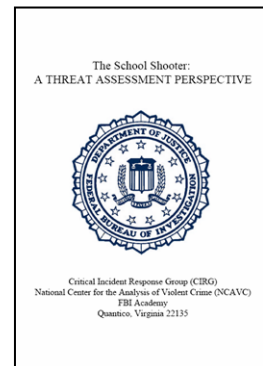 The School Shooter:
A THREAT ASSESSMENT PERSPECTIVE
DEPARTMENT OF JUSTICE
FEDERAL BUREAU OF INVESTIGATION
Critical Incident Response Group (CIRG)
National Center for the Analysis of Violent Crime (NCAVC)
FBI Academy
Quantico, Virginia 22135